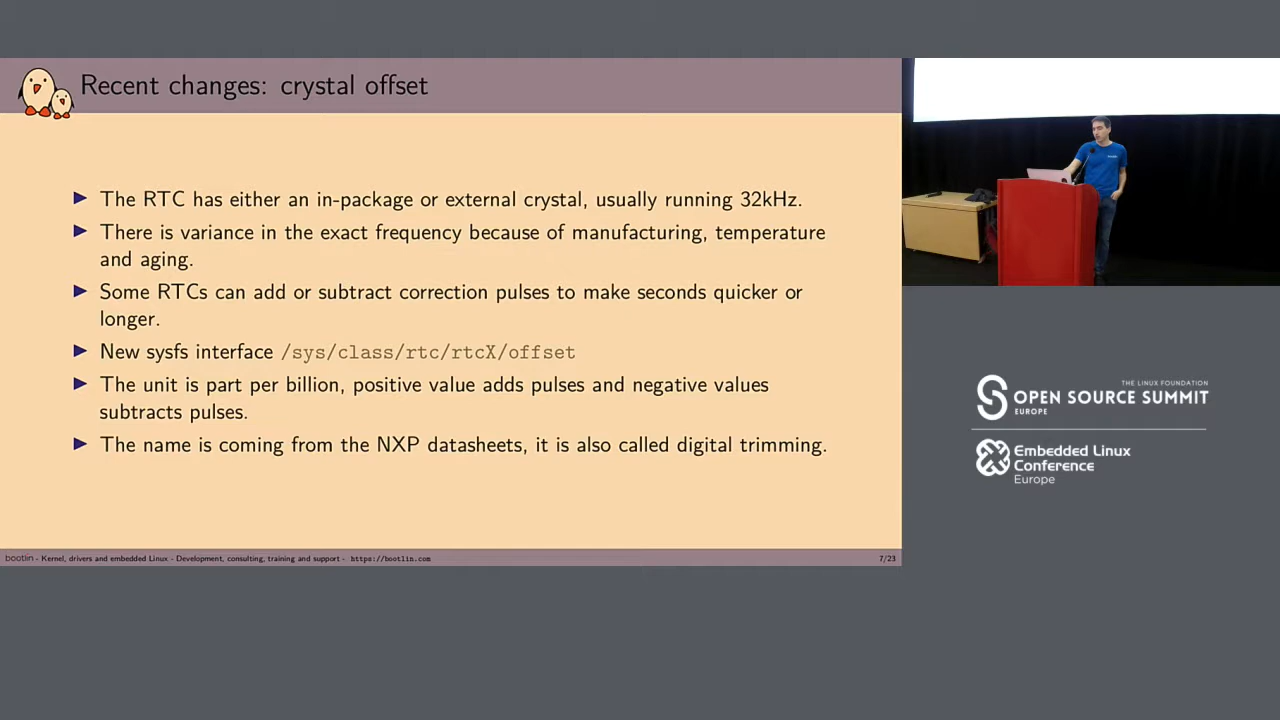 Recent changes: crystal offset
The RTC has either an in-package or external crystal, usually running 32kHz.
There is variance in the exact frequency because of manufacturing, temperature
and aging.
Some RTCs can add or subtract correction pulses to make seconds quicker or
longer.
New sysfs interface /sys/class/rtc/rtcX/offset
The unit is part per billion, positive value adds pulses and negative values
subtracts pulses.
The name is coming from the NXP datasheets, it is also called digital trimming.
bootlin - Kernel, drivers and embedded Linux - Development, consulting, training and support - https://bootlin.com
7/23
THE LINUX FOUNDATION
OPEN SOURCE SUMMIT
EUROPE
Embedded Linux
Conference
Europe